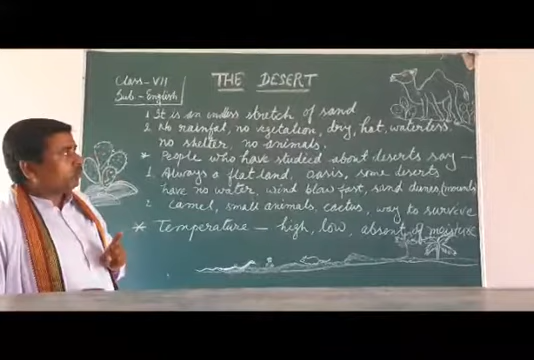 Class-VII
Sub-English
THE DESERT
1. It is an endless stretch of sand
2. No rainfall, no vegetation, dry, hot, waterless.
no shelter, no animals.
* People who have studied about deserts say —
1. Always a flat land, oasis, some deserts
have no water, wind blow fast, sand dunes (mounds
2. camel, small animals, cactus, way to survive
* Temperature — high, low, absent of moisture